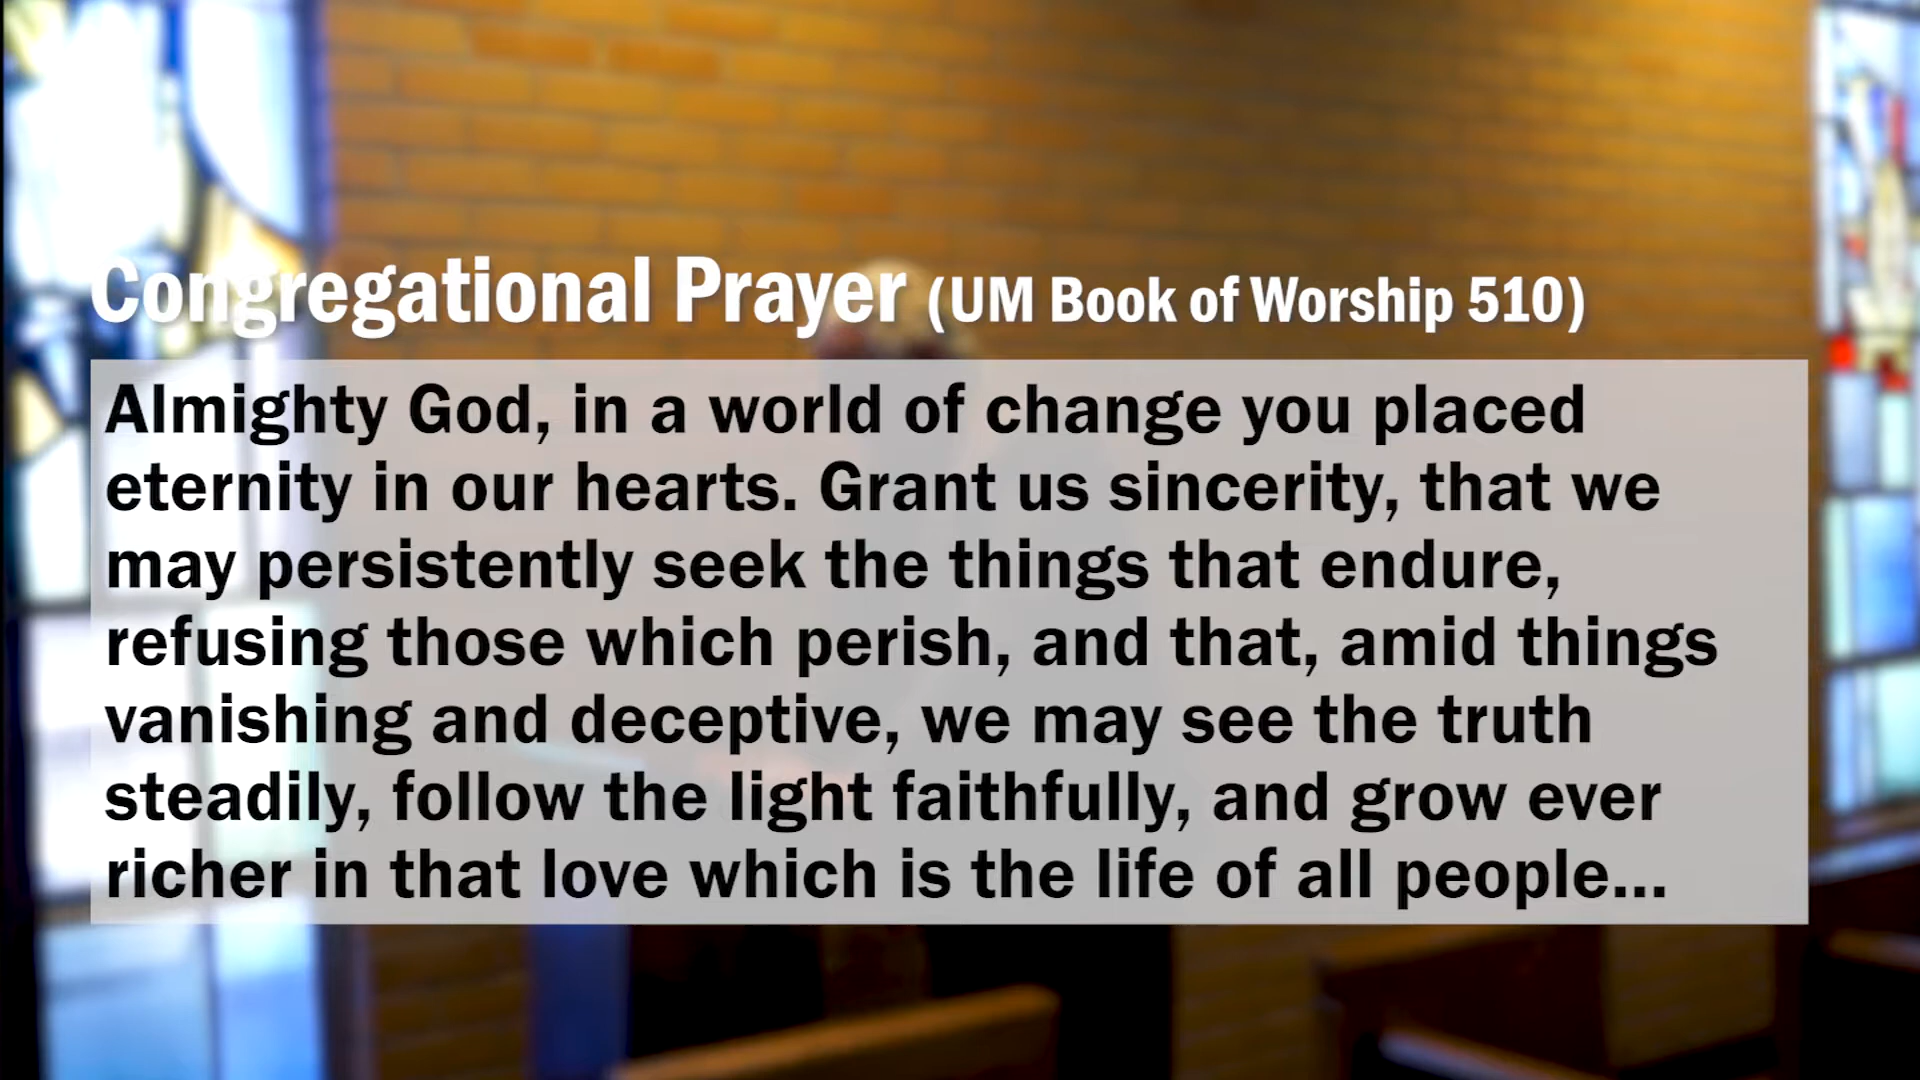 Congregational Prayer (UM Book of Worship 510)
Almighty God, in a world of change you placed
eternity in our hearts. Grant us sincerity, that we
may persistently seek the things that endure,
refusing those which perish, and that, amid things
vanishing and deceptive, we may see the truth
steadily, follow the light faithfully, and grow ever
richer in that love which is the life of all people...